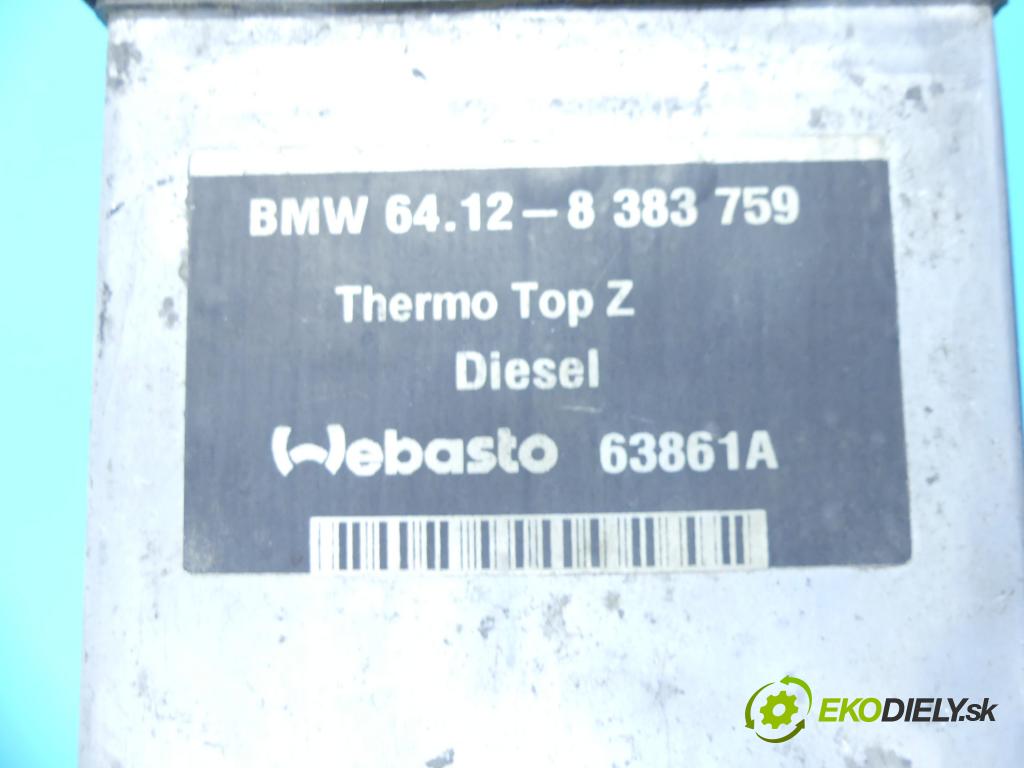 BMW 64.12 – 8 383 759
Thermo Top Z
Diesel
Webasto 63861A
EKODIELY.sk